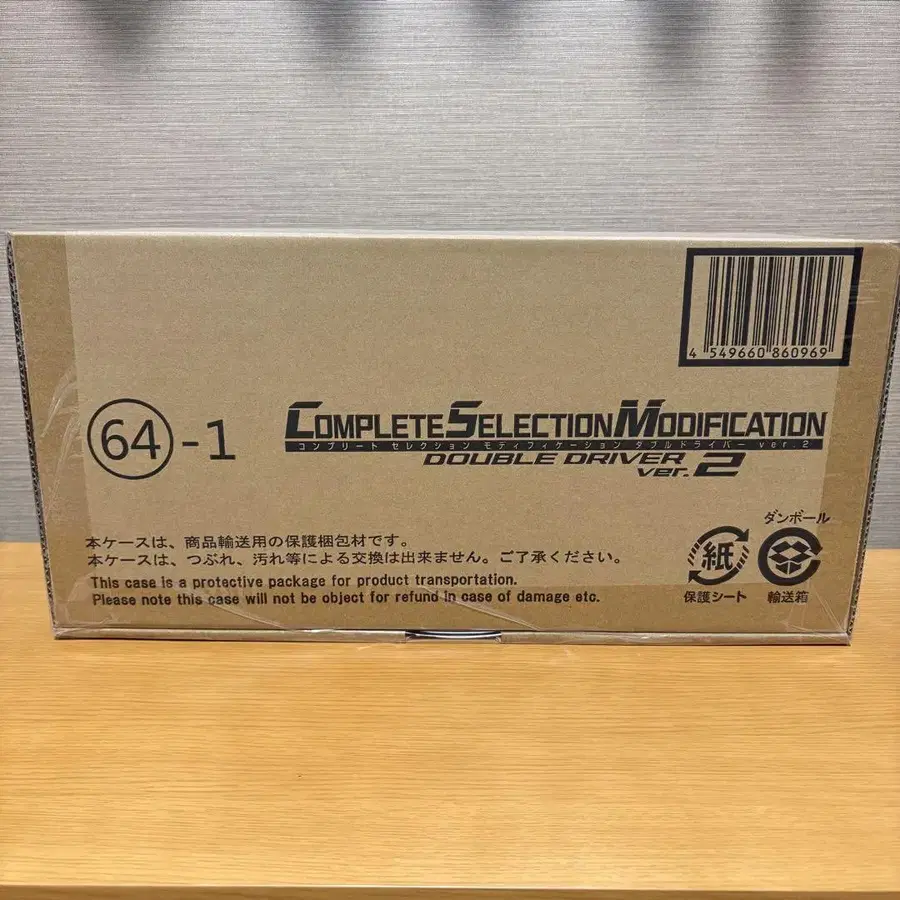 4 549660 860969
64-1
COMPLETE SELECTION MODIFICATION
コンプリート セレクション モディフィケーション ダブルドライバー ver.2
DOUBLE DRIVER
ver.2
本ケースは、商品輸送用の保護梱包材です。
本ケースは、つぶれ、汚れ等による交換は出来ません。ご了承ください。
This case is a protective package for product transportation.
Please note this case will not be object for refund in case of damage etc.
ダンボール
紙
保護シート
輸送箱